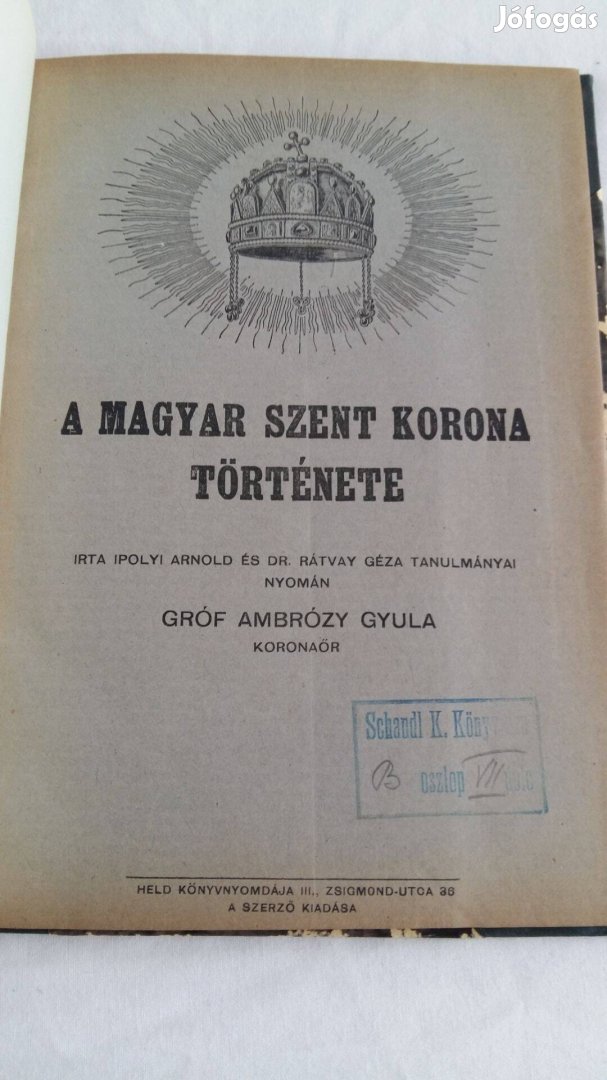 Jófogás
A MAGYAR SZENT KORONA
TÖRTÉNETE
IRTA IPOLYI ARNOLD ÉS DR. RÁTVAY GÉZA TANULMÁNYAI
NYOMÁN
GRÓF AMBRÓZY GYULA
KORONAŐR
Schandl K.
B oszlop VII
HELD KÖNYVNYOMDÁJA III., ZSIGMOND-UTCA 36
A SZERZŐ KIADÁSA